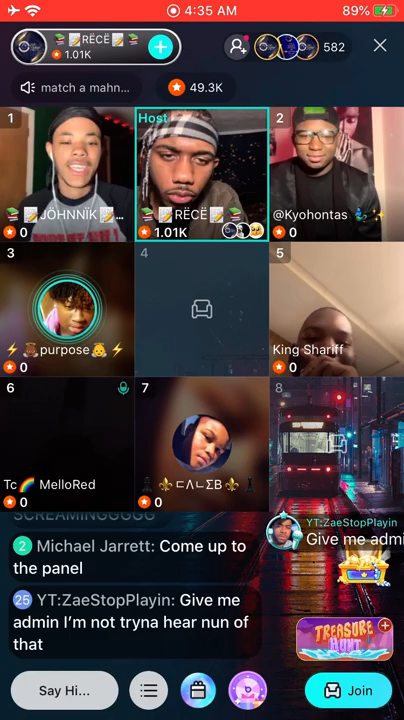 4:35 AM
89%
📚📝RËCË📝📚
1.01K
582
match a mahn...
49.3K
1
Host
2
📚📝JÖHNNÏK📝...
0
📚📝RËCË📝📚
1.01K
@Kyohontas 🧞‍♂️✨
0
3
4
5
⚡🧸purpose👼⚡
0
King Shariff
0
6
7
8
Tc🌈 MelloRed
0
⚜ㄷΛㄴΣB⚜
0
SCREAMINGGGGG
YT:ZaeStopPlayin
Give me admi
2 Michael Jarrett: Come up to
the panel
25 YT:ZaeStopPlayin: Give me
admin I'm not tryna hear nun of
that
TREASURE
HUNT
Say Hi...
Join